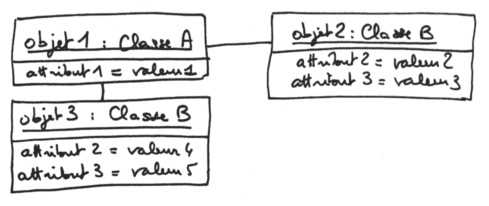 objet 1 : Classe A
attribut 1 = valeur 1
objet 2 : Classe B
attribut 2 = valeur 2
attribut 3 = valeur 3
objet 3 : Classe B
attribut 2 = valeur 4
attribut 3 = valeur 5